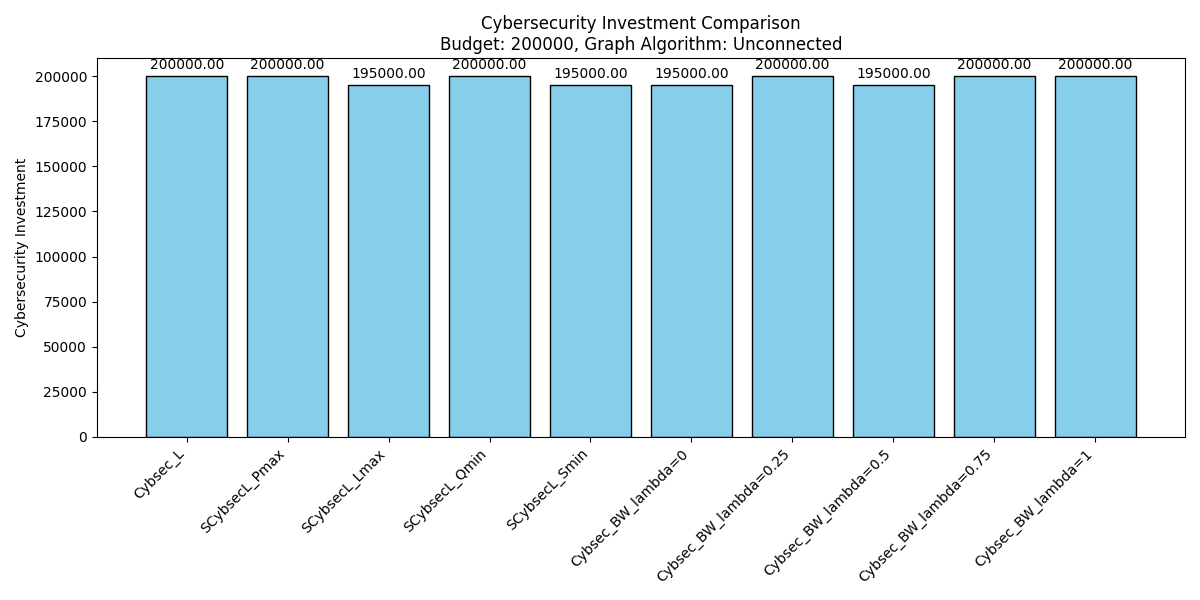 Cybersecurity Investment Comparison
Budget: 200000, Graph Algorithm: Unconnected
200000.00 200000.00 195000.00 200000.00 195000.00 195000.00 200000.00 195000.00 200000.00 200000.00
Cybersecurity Investment
200000
175000
150000
125000
100000
75000
50000
25000
0
Cybsec_L
SCybsecL_Pmax
SCybsecL_Lmax
SCybsecL_Qmin
SCybsecL_Smin
Cybsec_BW_lambda=0
Cybsec_BW_lambda=0.25
Cybsec_BW_lambda=0.5
Cybsec_BW_lambda=0.75
Cybsec_BW_lambda=1